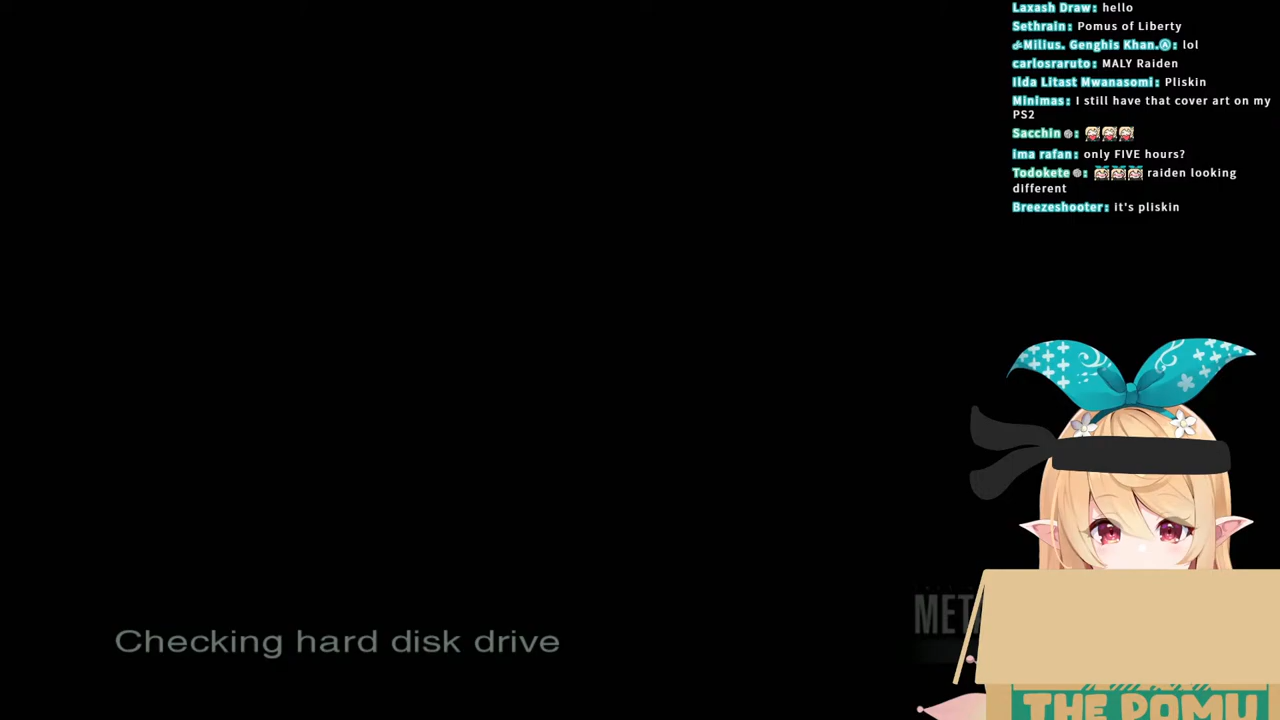 Laxash Draw: hello
Sethrain: Pomus of Liberty
Milius. Genghis Khan.Ⓐ: lol
carlosraruto: MALY Raiden
Ilda Litast Mwanasomi: Pliskin
Minimas: I still have that cover art on my
PS2
Sacchin:
ima rafan: only FIVE hours?
Todokete: raiden looking
different
Breezeshooter: it's pliskin
MET
Checking hard disk drive
THE POMU